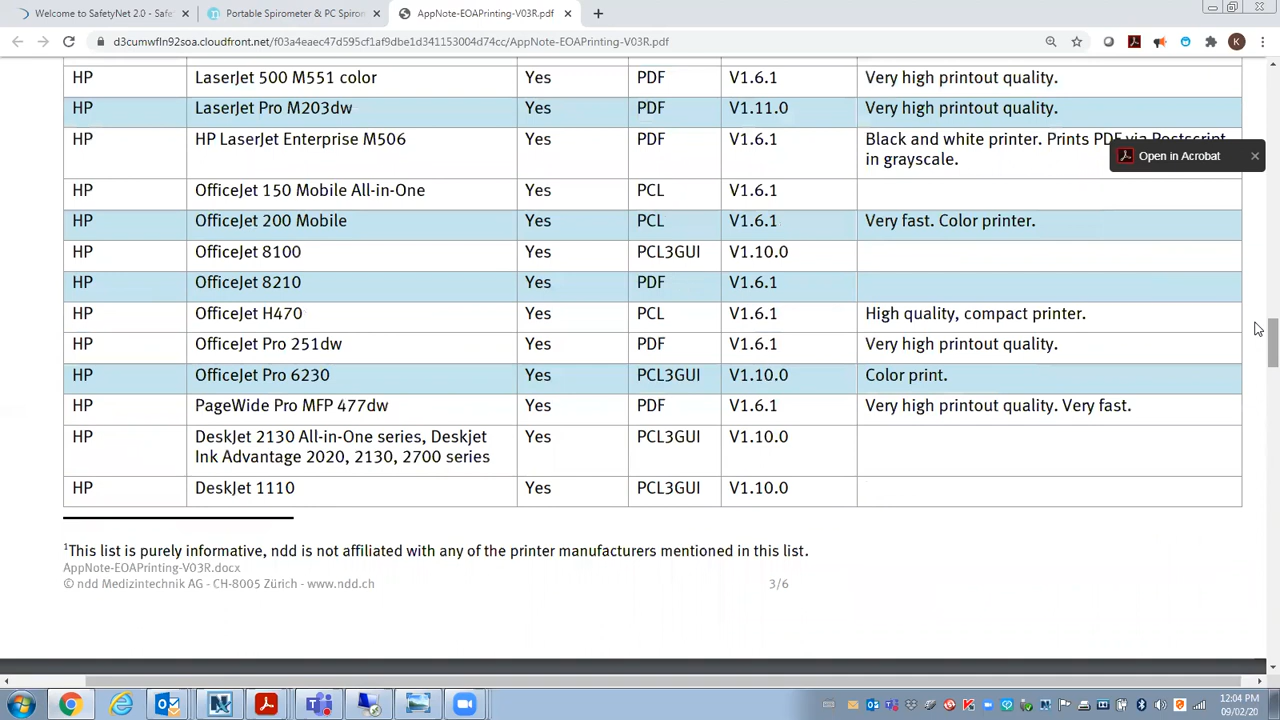 Welcome to SafetyNet 2.0 - Safe
Portable Spirometer & PC Spiron
AppNote-EOAPrinting-V03R.pdf
d3cumwfln92soa.cloudfront.net/f03a4eaec47d595cf1af9dbe1d341153004d74cc/AppNote-EOAPrinting-V03R.pdf
K
HP LaserJet 500 M551 color Yes PDF V1.6.1 Very high printout quality.
HP LaserJet Pro M203dw Yes PDF V1.11.0 Very high printout quality.
HP HP LaserJet Enterprise M506 Yes PDF V1.6.1 Black and white printer. Prints PDF via Postscript
in grayscale.
Open in Acrobat
HP OfficeJet 150 Mobile All-in-One Yes PCL V1.6.1
HP OfficeJet 200 Mobile Yes PCL V1.6.1 Very fast. Color printer.
HP OfficeJet 8100 Yes PCL3GUI V1.10.0
HP OfficeJet 8210 Yes PDF V1.6.1
HP OfficeJet H470 Yes PCL V1.6.1 High quality, compact printer.
HP OfficeJet Pro 251dw Yes PDF V1.6.1 Very high printout quality.
HP OfficeJet Pro 6230 Yes PCL3GUI V1.10.0 Color print.
HP PageWide Pro MFP 477dw Yes PDF V1.6.1 Very high printout quality. Very fast.
HP DeskJet 2130 All-in-One series, Deskjet Yes PCL3GUI V1.10.0
Ink Advantage 2020, 2130, 2700 series
HP DeskJet 1110 Yes PCL3GUI V1.10.0
1This list is purely informative, ndd is not affiliated with any of the printer manufacturers mentioned in this list.
AppNote-EOAPrinting-V03R.docx
© ndd Medizintechnik AG - CH-8005 Zürich - www.ndd.ch 3/6
12:04 PM
09/02/20